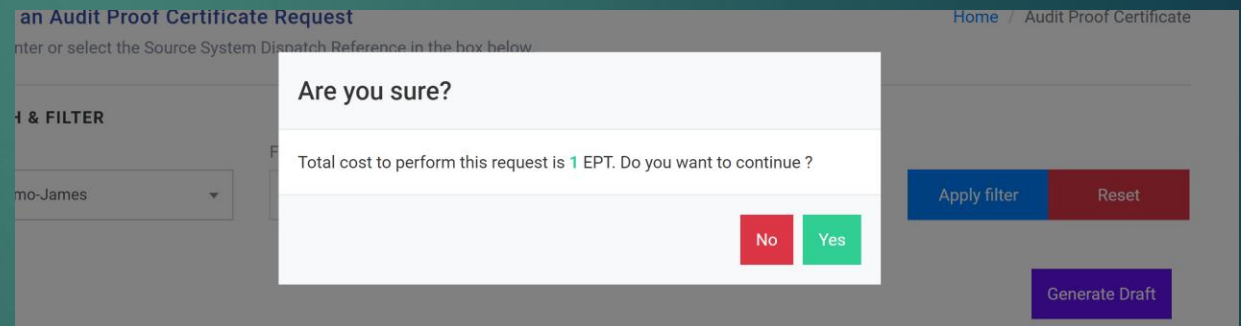 an Audit Proof Certificate Request
Home / Audit Proof Certificate
nter or select the Source System Dispatch Reference in the box below
Are you sure?
H & FILTER
Total cost to perform this request is 1 EPT. Do you want to continue ?
mo-James
Apply filter
Reset
No
Yes
Generate Draft